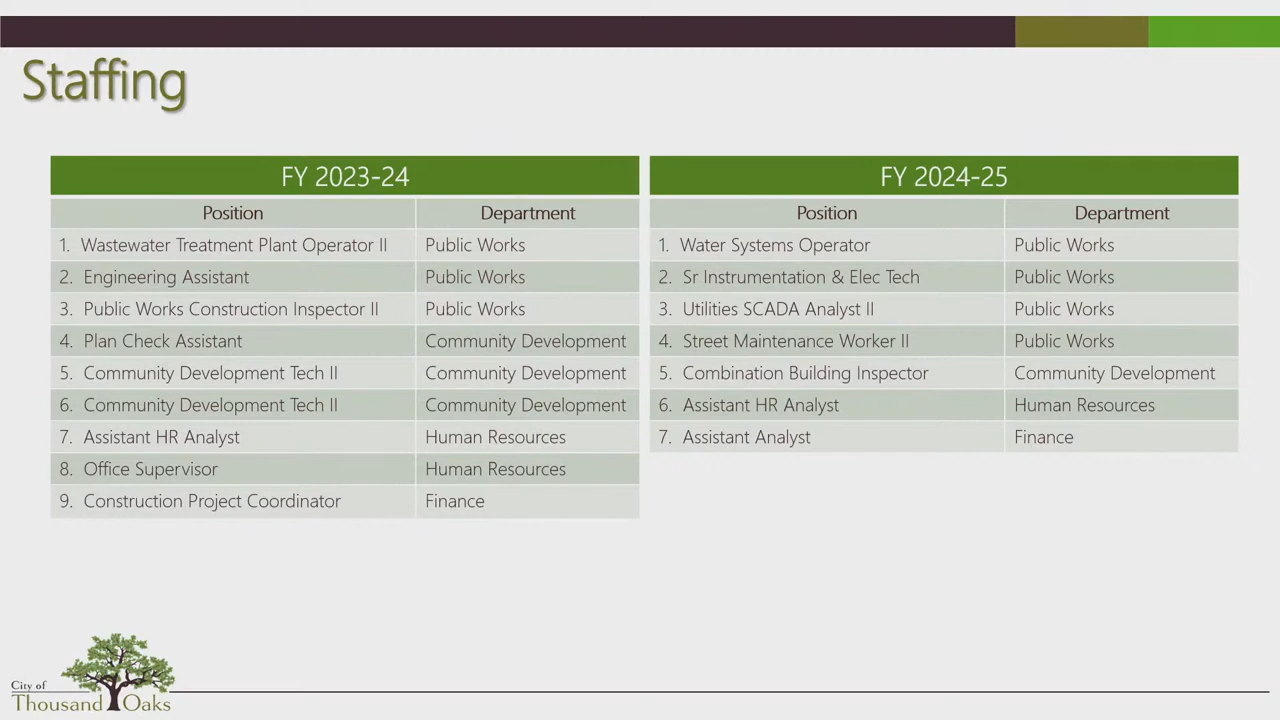 Staffing
FY 2023-24
Position Department
1. Wastewater Treatment Plant Operator II Public Works
2. Engineering Assistant Public Works
3. Public Works Construction Inspector II Public Works
4. Plan Check Assistant Community Development
5. Community Development Tech II Community Development
6. Community Development Tech II Community Development
7. Assistant HR Analyst Human Resources
8. Office Supervisor Human Resources
9. Construction Project Coordinator Finance
FY 2024-25
Position Department
1. Water Systems Operator Public Works
2. Sr Instrumentation & Elec Tech Public Works
3. Utilities SCADA Analyst II Public Works
4. Street Maintenance Worker II Public Works
5. Combination Building Inspector Community Development
6. Assistant HR Analyst Human Resources
7. Assistant Analyst Finance
City of
Thousand Oaks